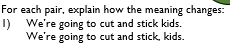 For each pair, explain how the meaning changes:
1) We're going to cut and stick kids.
We're going to cut and stick, kids.